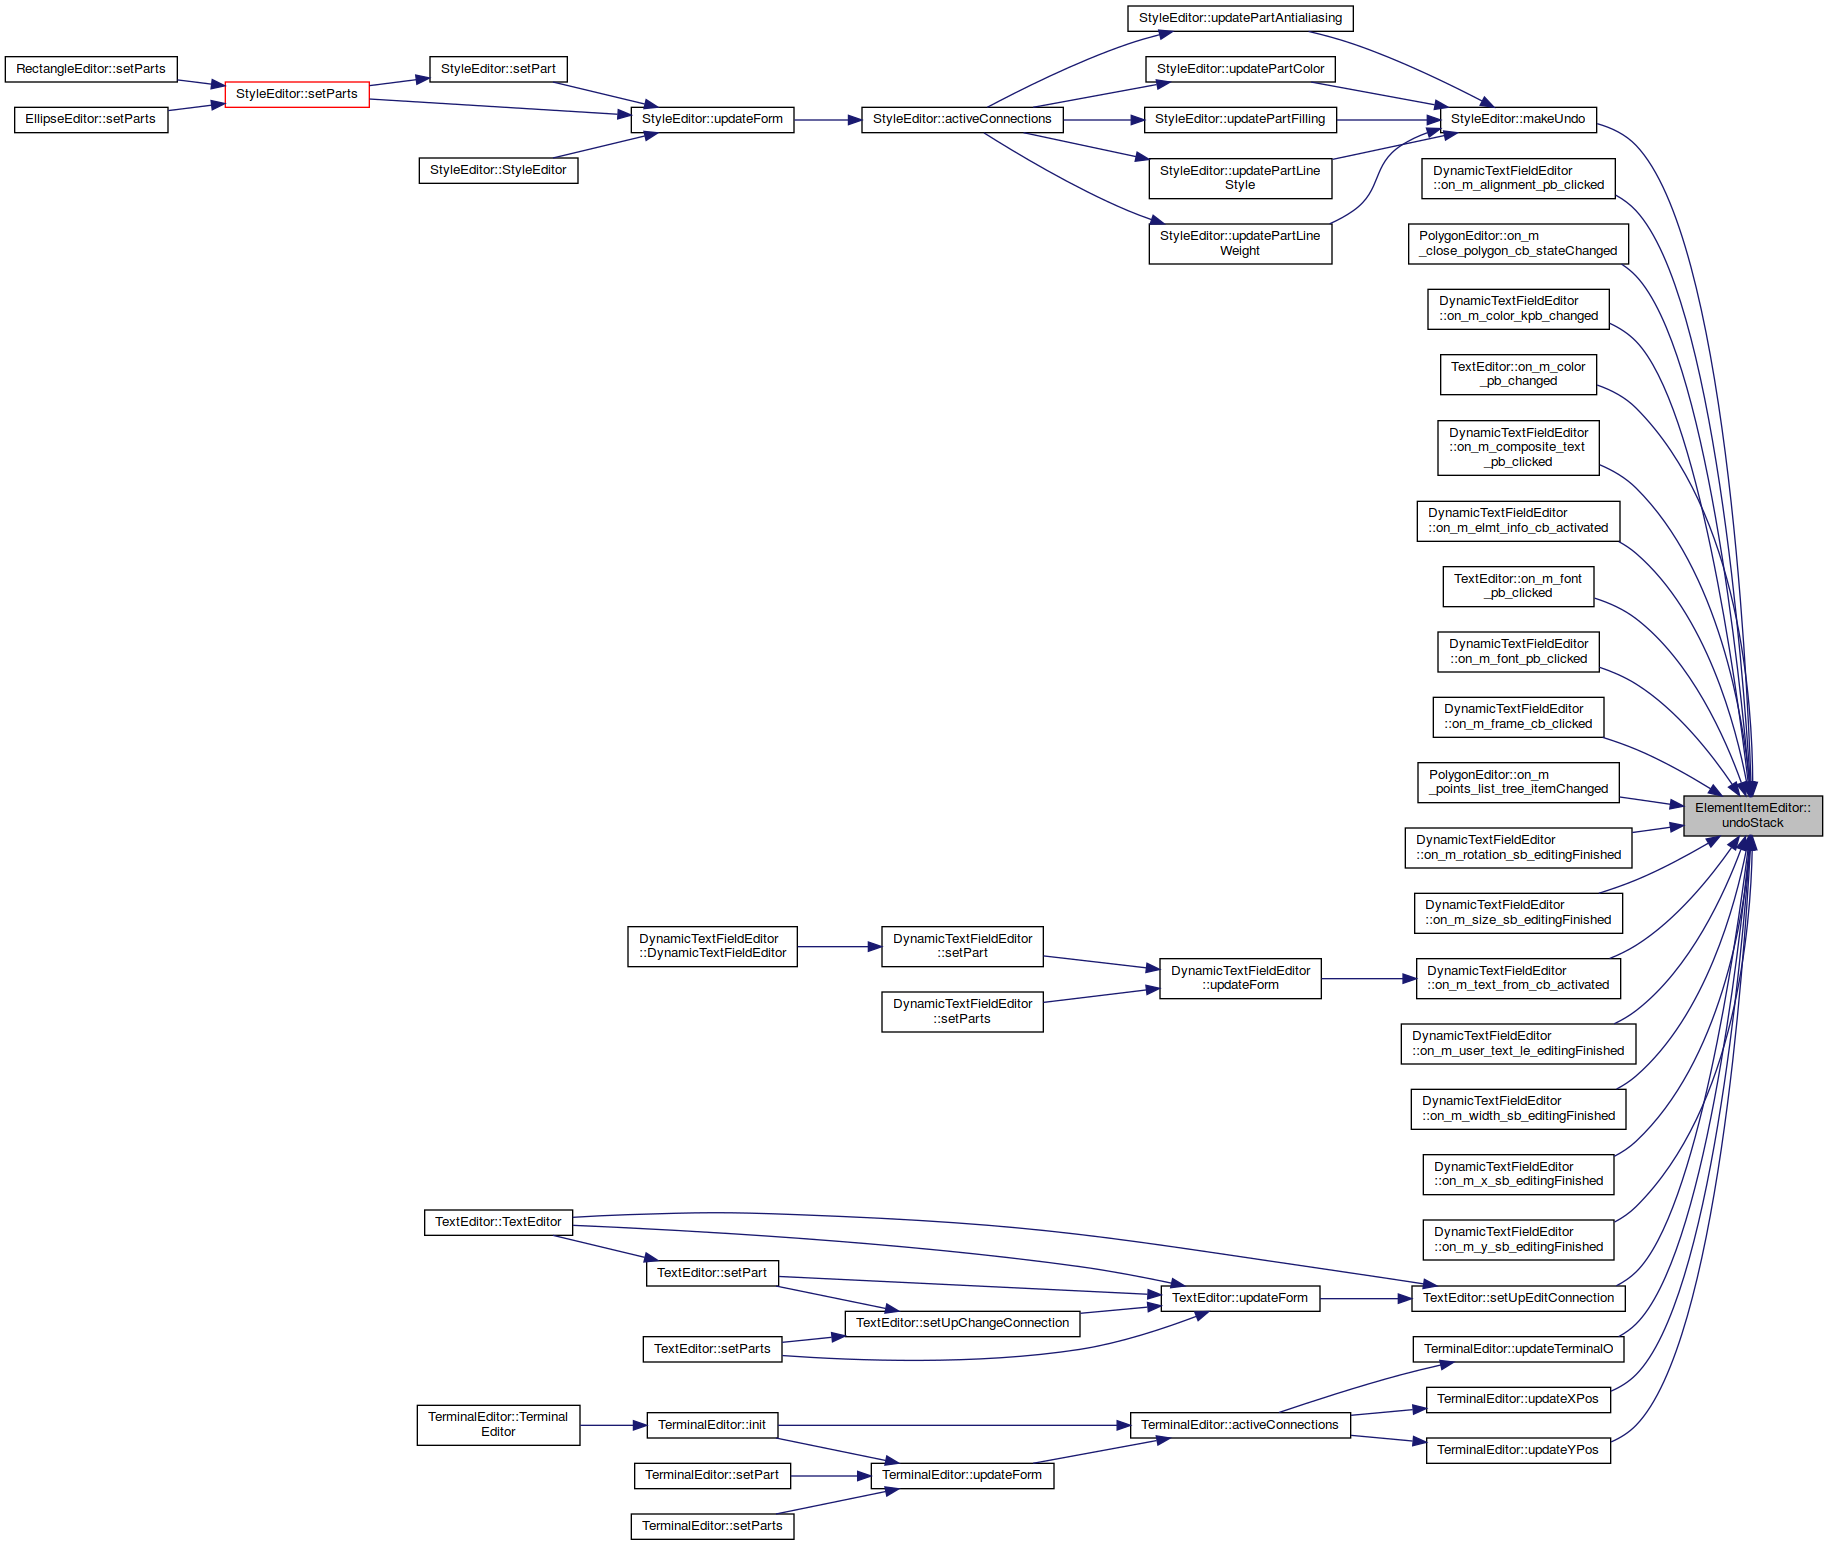 StyleEditor::updatePartAntialiasing
RectangleEditor::setParts
StyleEditor::setPart
StyleEditor::updatePartColor
StyleEditor::setParts
EllipseEditor::setParts
StyleEditor::updateForm
StyleEditor::activeConnections
StyleEditor::updatePartFilling
StyleEditor::makeUndo
StyleEditor::StyleEditor
StyleEditor::updatePartLine
Style
DynamicTextFieldEditor
::on_m_alignment_pb_clicked
StyleEditor::updatePartLine
Weight
PolygonEditor::on_m
_close_polygon_cb_stateChanged
DynamicTextFieldEditor
::on_m_color_kpb_changed
TextEditor::on_m_color
_pb_changed
DynamicTextFieldEditor
::on_m_composite_text
_pb_clicked
DynamicTextFieldEditor
::on_m_elmt_info_cb_activated
TextEditor::on_m_font
_pb_clicked
DynamicTextFieldEditor
::on_m_font_pb_clicked
DynamicTextFieldEditor
::on_m_frame_cb_clicked
PolygonEditor::on_m
_points_list_tree_itemChanged
ElementItemEditor::
undoStack
DynamicTextFieldEditor
::on_m_rotation_sb_editingFinished
DynamicTextFieldEditor
::on_m_size_sb_editingFinished
DynamicTextFieldEditor
::DynamicTextFieldEditor
DynamicTextFieldEditor
::setPart
DynamicTextFieldEditor
::updateForm
DynamicTextFieldEditor
::on_m_text_from_cb_activated
DynamicTextFieldEditor
::setParts
DynamicTextFieldEditor
::on_m_user_text_le_editingFinished
DynamicTextFieldEditor
::on_m_width_sb_editingFinished
DynamicTextFieldEditor
::on_m_x_sb_editingFinished
TextEditor::TextEditor
DynamicTextFieldEditor
::on_m_y_sb_editingFinished
TextEditor::setPart
TextEditor::updateForm
TextEditor::setUpEditConnection
TextEditor::setUpChangeConnection
TextEditor::setParts
TerminalEditor::updateTerminalO
TerminalEditor::updateXPos
TerminalEditor::Terminal
Editor
TerminalEditor::init
TerminalEditor::activeConnections
TerminalEditor::updateYPos
TerminalEditor::setPart
TerminalEditor::updateForm
TerminalEditor::setParts